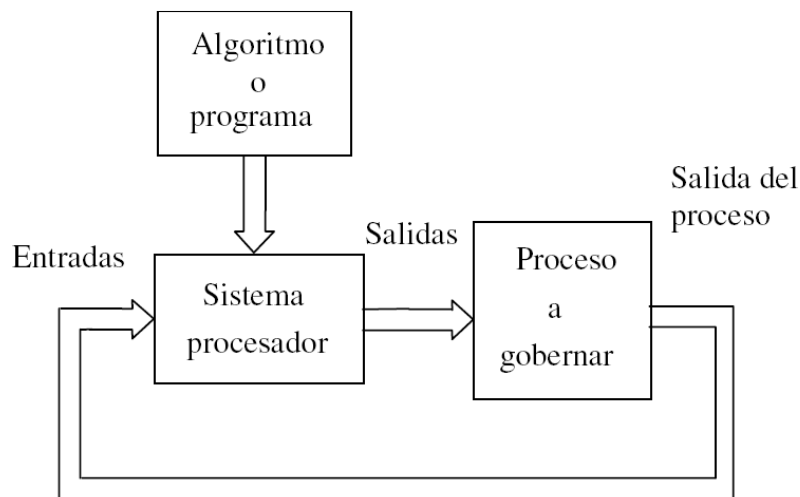 Algoritmo
o
programa
Salida del
proceso
Entradas
Salidas
Sistema
procesador
Proceso
a
gobernar